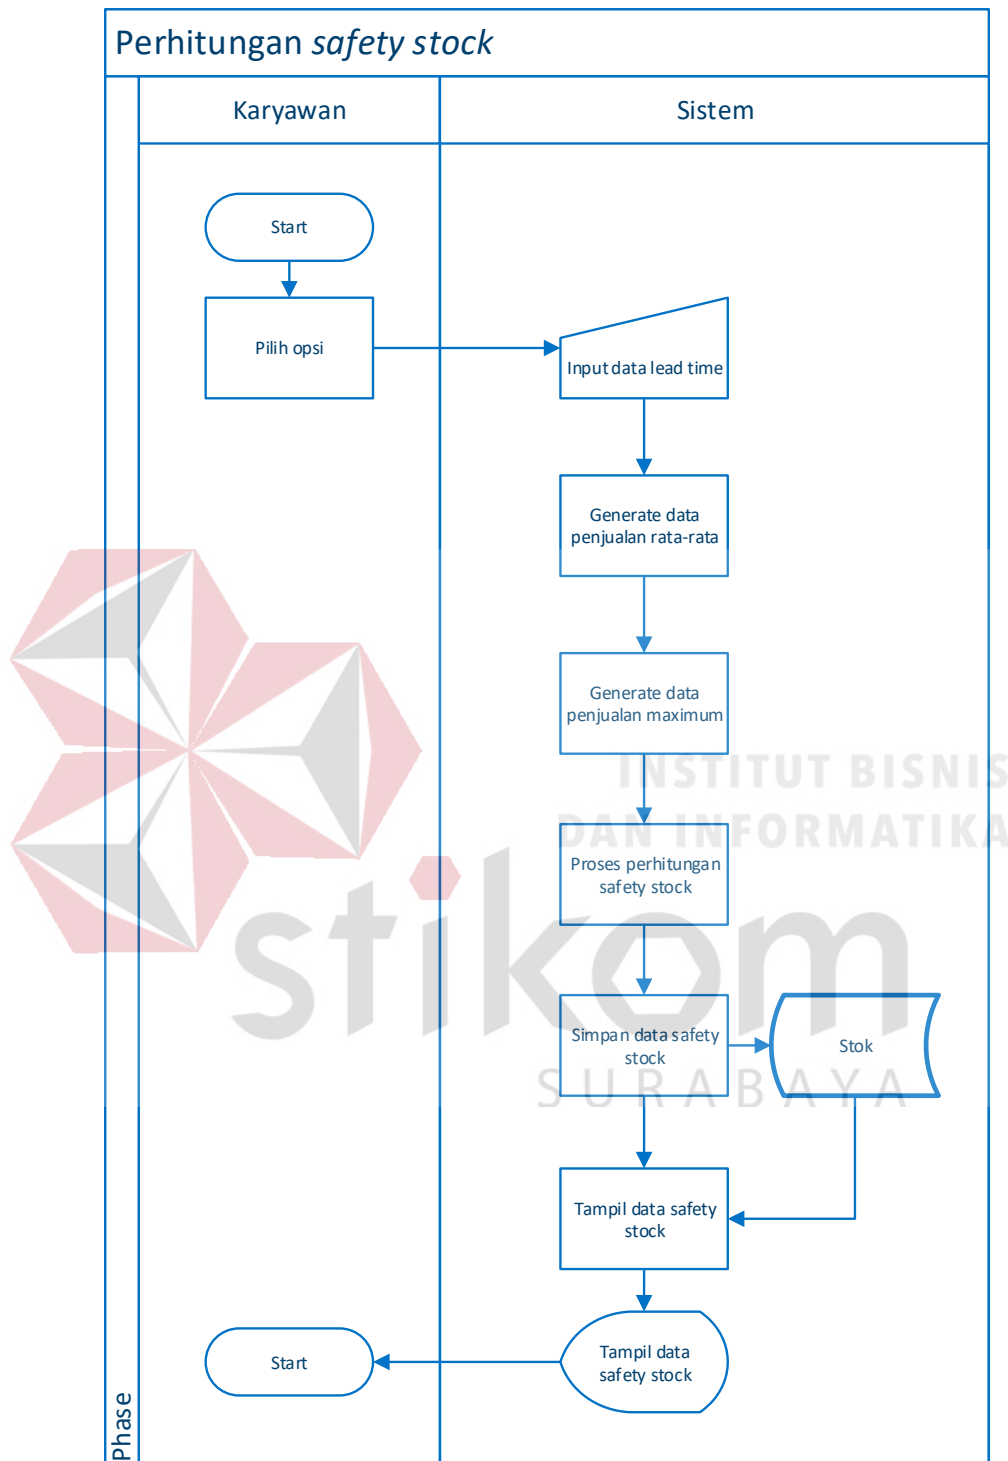 Perhitungan safety stock
Karyawan
Sistem
Start
Pilih opsi
Input data lead time
Generate data
penjualan rata-rata
Generate data
penjualan maximum
INSTITUT BISNIS
DAN INFORMATIKA
Proses perhitungan
safety stock
stikom
Simpan data safety
stock
Stok
SURABAYA
Tampil data safety
stock
Tampil data
safety stock
Start
Phase